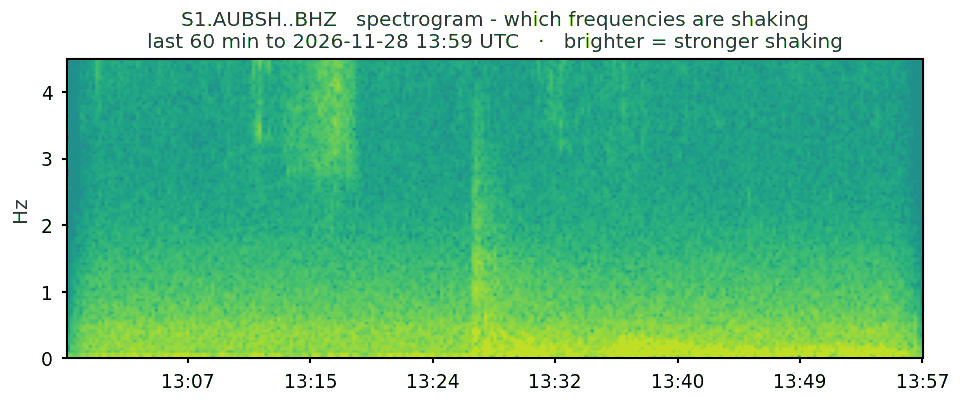 S1.AUBSH..BHZ   spectrogram - which frequencies are shaking
last 60 min to 2026-11-28 13:59 UTC   ·   brighter = stronger shaking
4
3
Hz
2
1
0
13:07 13:15 13:24 13:32 13:40 13:49 13:57